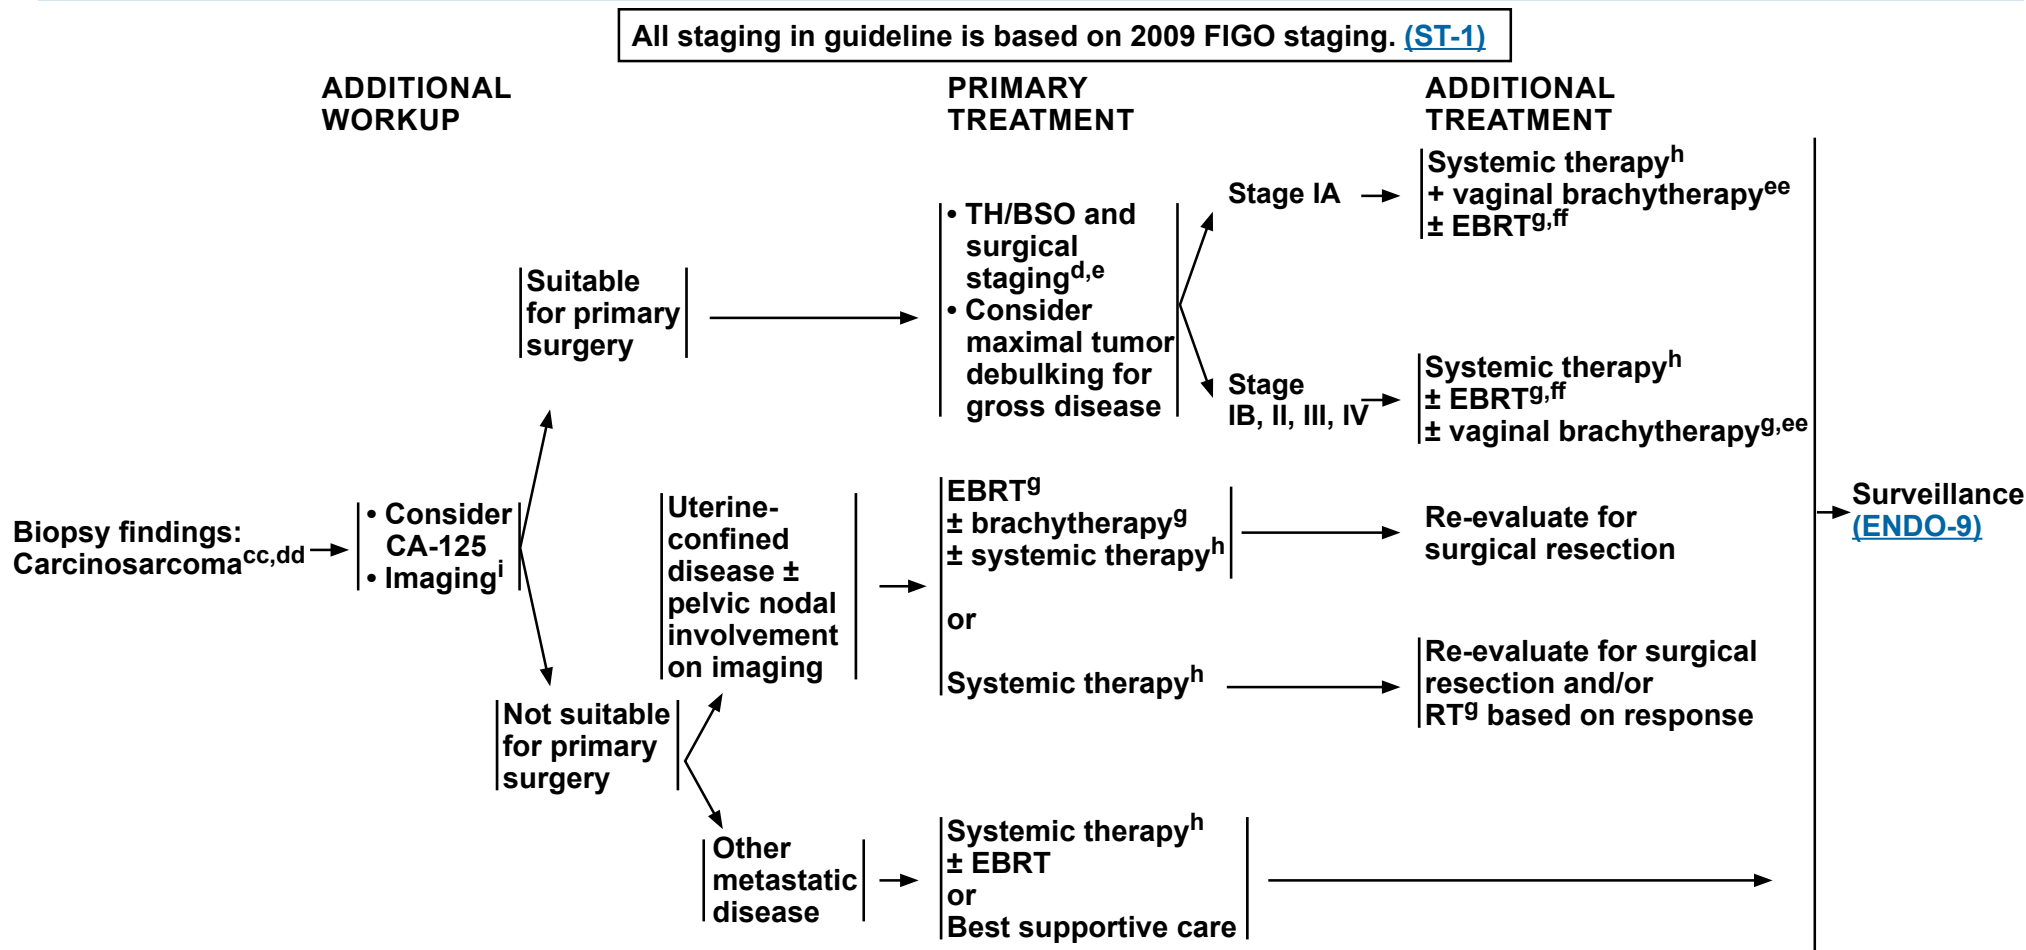 All staging in guideline is based on 2009 FIGO staging. (ST-1)
ADDITIONAL
WORKUP
PRIMARY
TREATMENT
ADDITIONAL
TREATMENT
Biopsy findings:
Carcinosarcomacc,dd
• Consider
CA-125
• Imagingi
Suitable
for primary
surgery
• TH/BSO and
surgical
stagingd,e
• Consider
maximal tumor
debulking for
gross disease
Stage IA
Systemic therapyh
+ vaginal brachytherapyee
± EBRTg,ff
Stage
IB, II, III, IV
Systemic therapyh
± EBRTg,ff
± vaginal brachytherapyg,ee
Not suitable
for primary
surgery
Uterine-
confined
disease ±
pelvic nodal
involvement
on imaging
EBRTg
± brachytherapyg
± systemic therapyh
or
Systemic therapyh
Re-evaluate for
surgical resection
Re-evaluate for surgical
resection and/or
RTg based on response
Other
metastatic
disease
Systemic therapyh
± EBRT
or
Best supportive care
Surveillance
(ENDO-9)